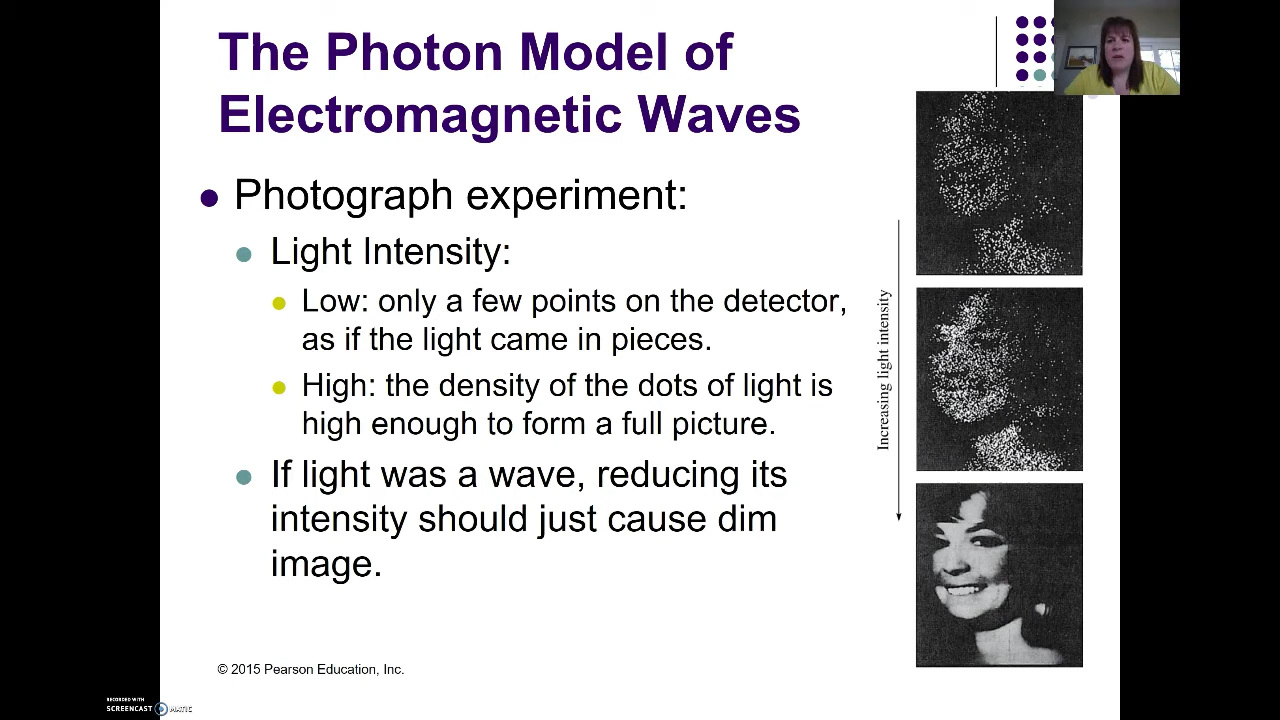 The Photon Model of
Electromagnetic Waves
Photograph experiment:
Light Intensity:
Low: only a few points on the detector,
as if the light came in pieces.
High: the density of the dots of light is
high enough to form a full picture.
If light was a wave, reducing its
intensity should just cause dim
image.
Increasing light intensity
© 2015 Pearson Education, Inc.
RECORDED WITH
SCREENCAST MATIC